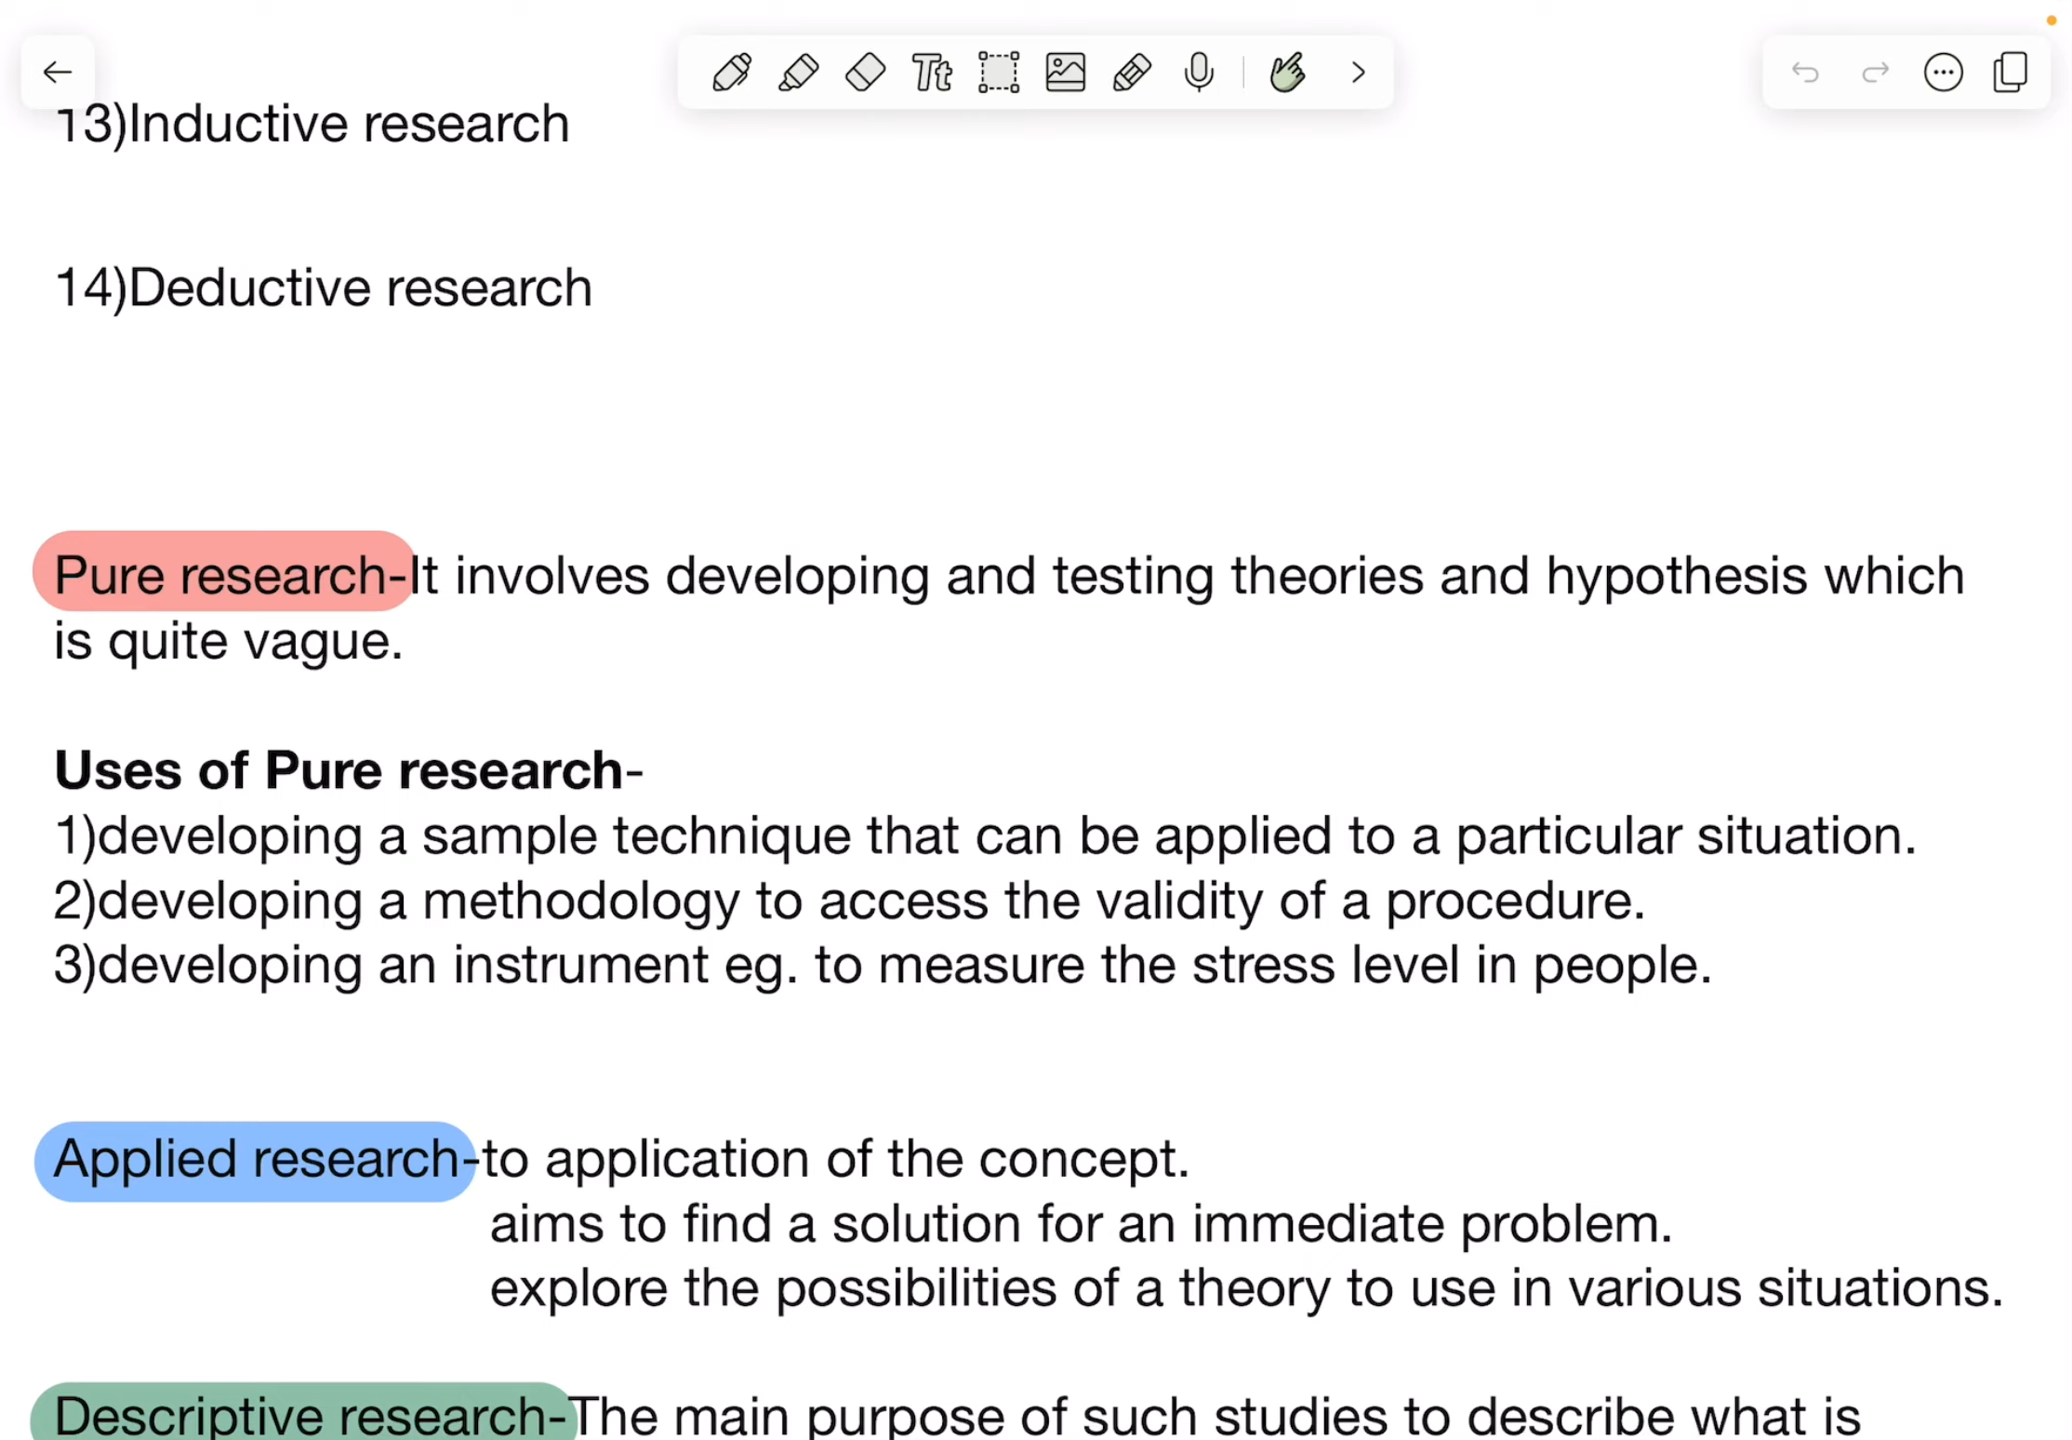 13)Inductive research
14)Deductive research
Pure research-It involves developing and testing theories and hypothesis which
is quite vague.
Uses of Pure research-
1)developing a sample technique that can be applied to a particular situation.
2)developing a methodology to access the validity of a procedure.
3)developing an instrument eg. to measure the stress level in people.
Applied research-to application of the concept.
aims to find a solution for an immediate problem.
explore the possibilities of a theory to use in various situations.
Descriptive research-The main purpose of such studies to describe what is